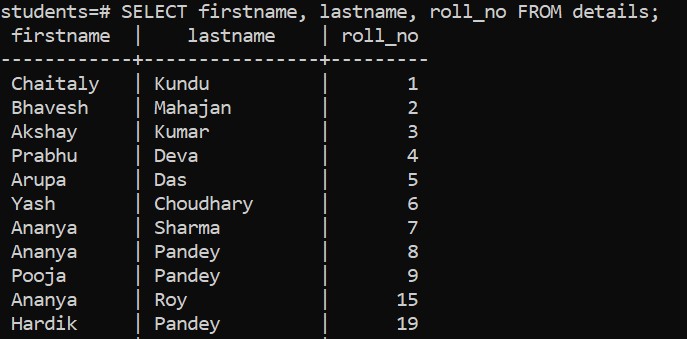 students=# SELECT firstname, lastname, roll_no FROM details;
 firstname |    lastname    | roll_no
-----------+----------------+---------
 Chaitaly  | Kundu          |       1
 Bhavesh   | Mahajan        |       2
 Akshay    | Kumar          |       3
 Prabhu    | Deva           |       4
 Arupa     | Das            |       5
 Yash      | Choudhary      |       6
 Ananya    | Sharma         |       7
 Ananya    | Pandey         |       8
 Pooja     | Pandey         |       9
 Ananya    | Roy            |      15
 Hardik    | Pandey         |      19